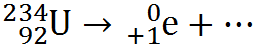 ²³⁴₉₂U → ⁰₊₁e + ⋯